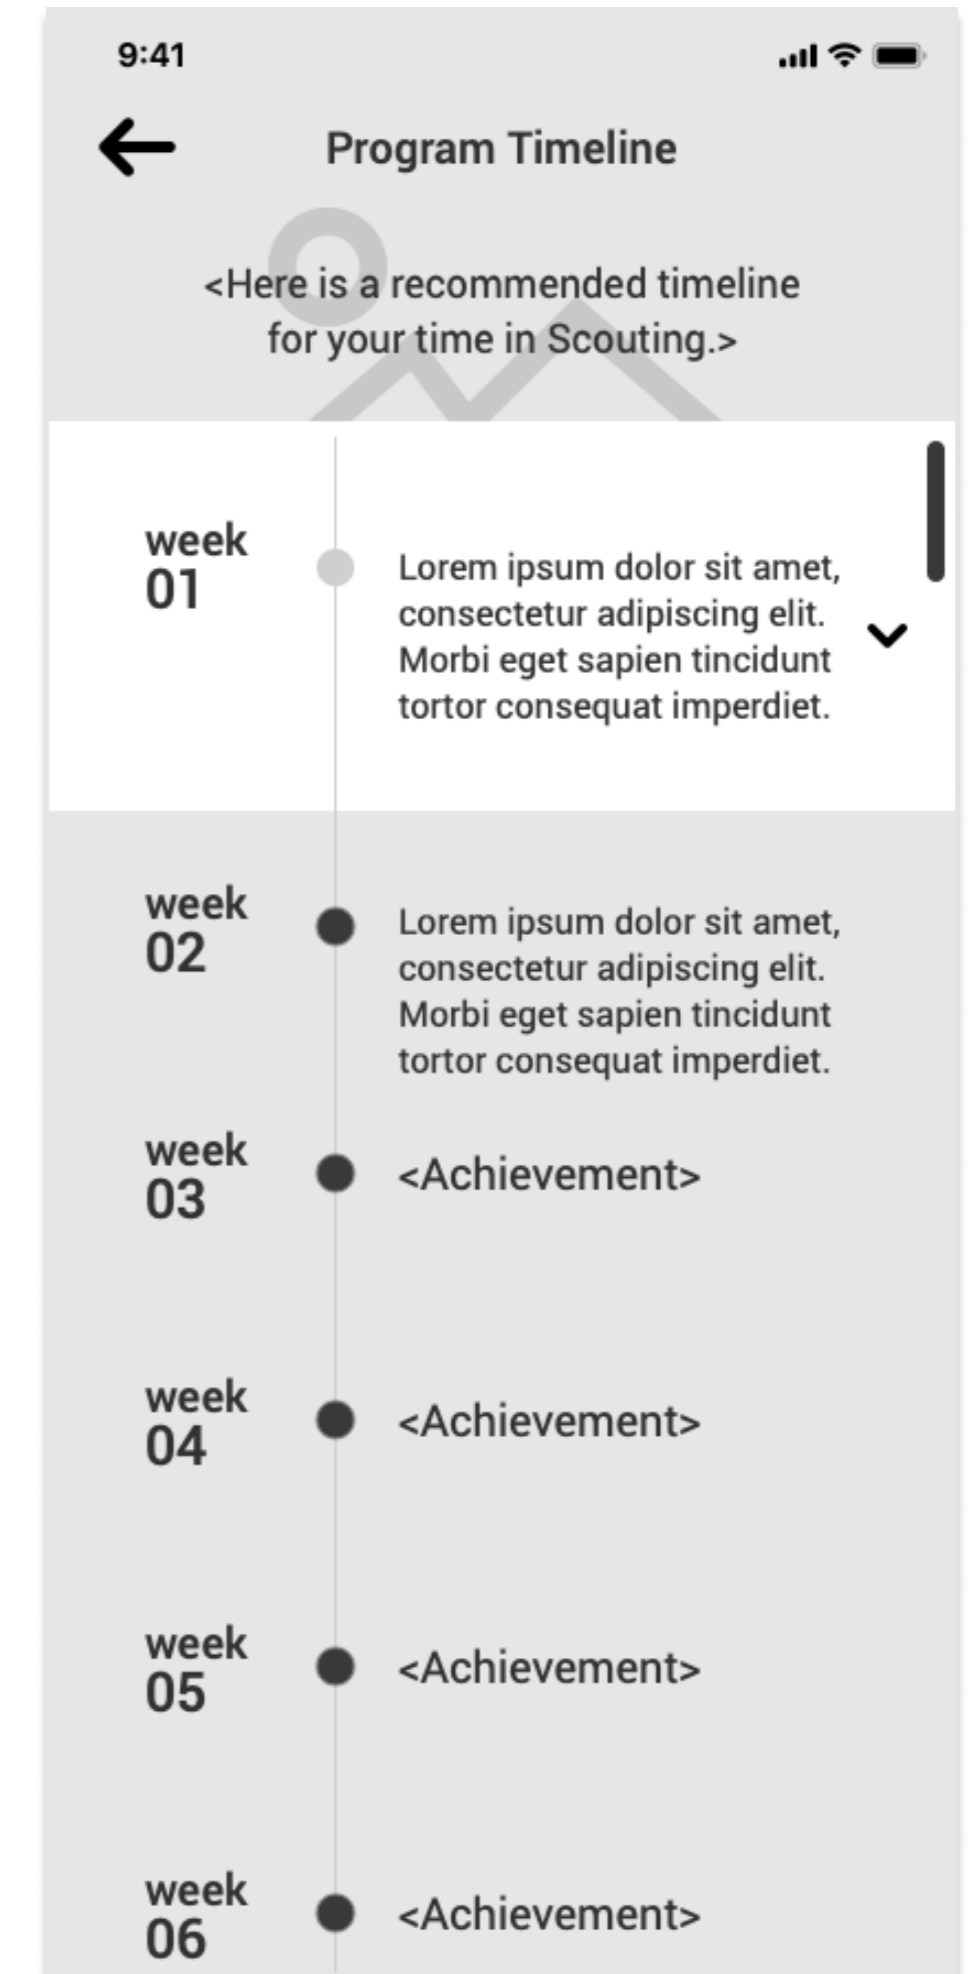 9:41
Program Timeline
<Here is a recommended timeline
for your time in Scouting.>
week
01
Lorem ipsum dolor sit amet,
consectetur adipiscing elit.
Morbi eget sapien tincidunt
tortor consequat imperdiet.
week
02
Lorem ipsum dolor sit amet,
consectetur adipiscing elit.
Morbi eget sapien tincidunt
tortor consequat imperdiet.
week
03
<Achievement>
week
04
<Achievement>
week
05
<Achievement>
week
06
<Achievement>